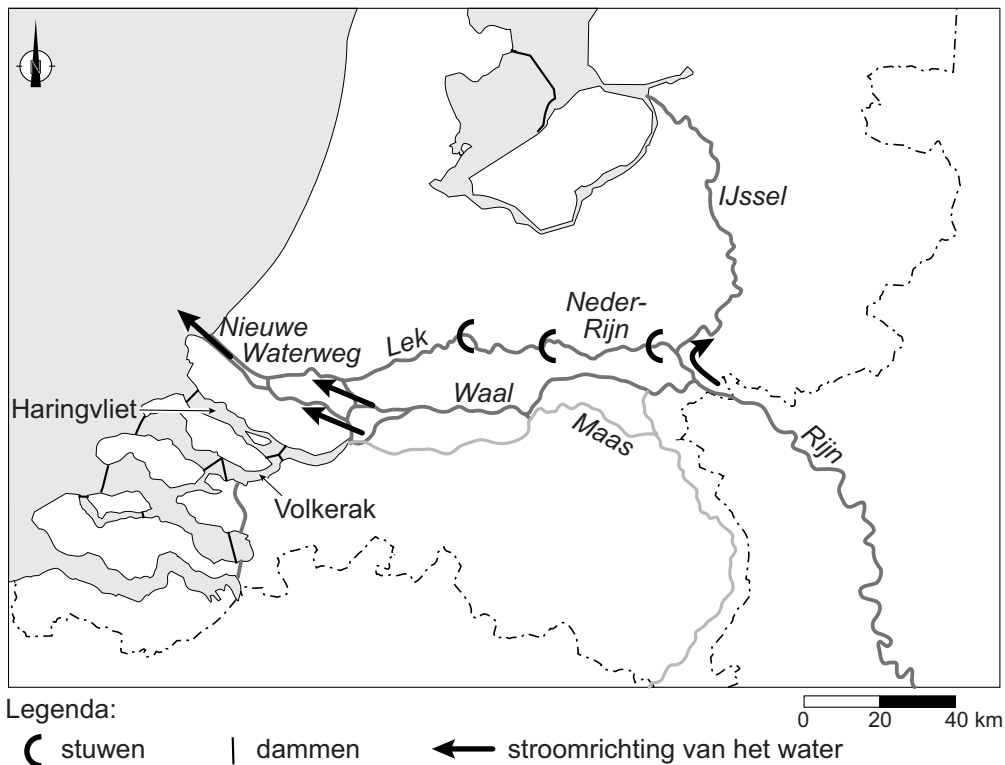 N
IJssel
Neder-
Rijn
Nieuwe
Waterweg
Lek
Haringvliet
Waal
Maas
Rijn
Volkerak
Legenda:
0 20 40 km
stuwen
dammen
stroomrichting van het water